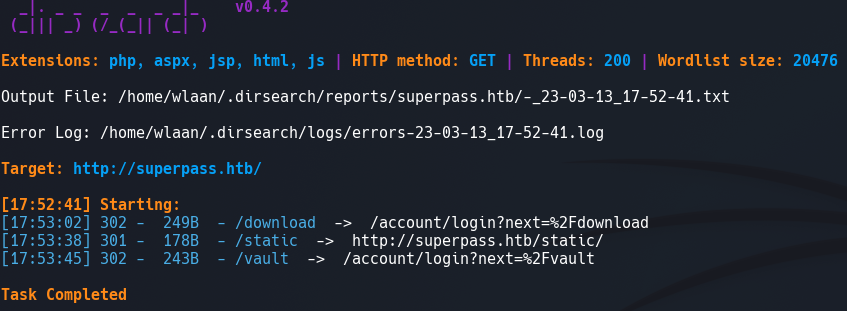 _|. _ _  _  _  _ _|_    v0.4.2
(_||| _) (/_(_|| (_| )
Extensions: php, aspx, jsp, html, js | HTTP method: GET | Threads: 200 | Wordlist size: 20476
Output File: /home/wlaan/.dirsearch/reports/superpass.htb/-_23-03-13_17-52-41.txt
Error Log: /home/wlaan/.dirsearch/logs/errors-23-03-13_17-52-41.log
Target: http://superpass.htb/
[17:52:41] Starting:
[17:53:02] 302 -  249B  - /download  ->  /account/login?next=%2Fdownload
[17:53:38] 301 -  178B  - /static  ->  http://superpass.htb/static/
[17:53:45] 302 -  243B  - /vault  ->  /account/login?next=%2Fvault
Task Completed